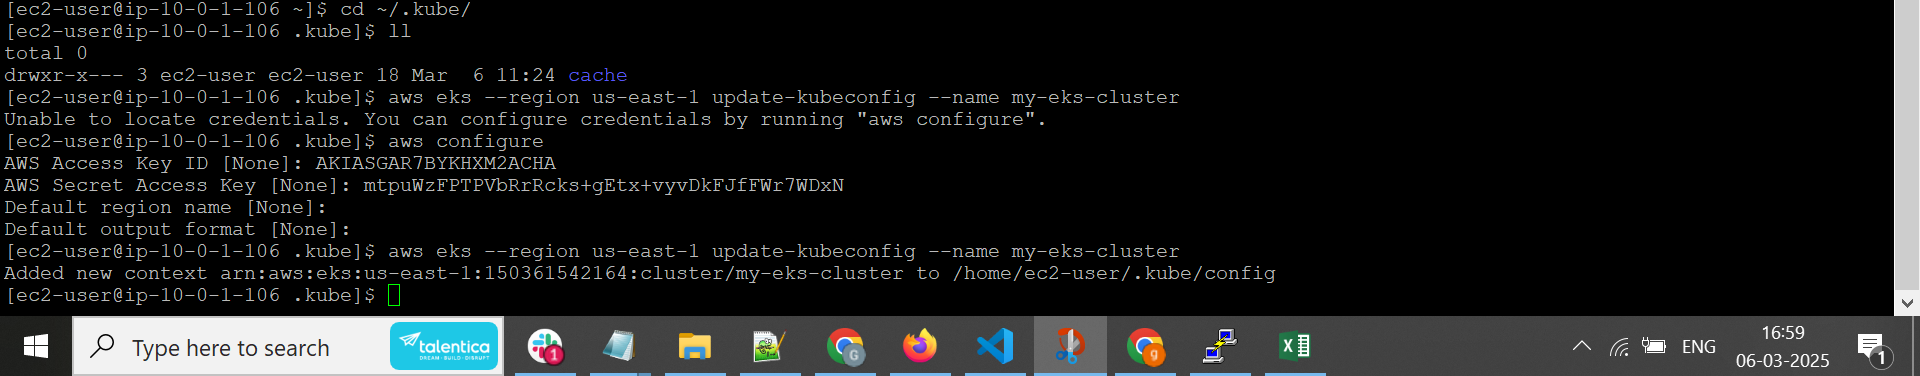 [ec2-user@ip-10-0-1-106 ~]$ cd ~/.kube/
[ec2-user@ip-10-0-1-106 .kube]$ ll
total 0
drwxr-x--- 3 ec2-user ec2-user 18 Mar  6 11:24 cache
[ec2-user@ip-10-0-1-106 .kube]$ aws eks --region us-east-1 update-kubeconfig --name my-eks-cluster
Unable to locate credentials. You can configure credentials by running "aws configure".
[ec2-user@ip-10-0-1-106 .kube]$ aws configure
AWS Access Key ID [None]: AKIASGAR7BYKHXM2ACHA
AWS Secret Access Key [None]: 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
Default region name [None]:
Default output format [None]:
[ec2-user@ip-10-0-1-106 .kube]$ aws eks --region us-east-1 update-kubeconfig --name my-eks-cluster
Added new context arn:aws:eks:us-east-1:150361542164:cluster/my-eks-cluster to /home/ec2-user/.kube/config
[ec2-user@ip-10-0-1-106 .kube]$
Type here to search
talentica
DREAM · BUILD · DISRUPT
1
G
g
X
ENG
16:59
06-03-2025
1